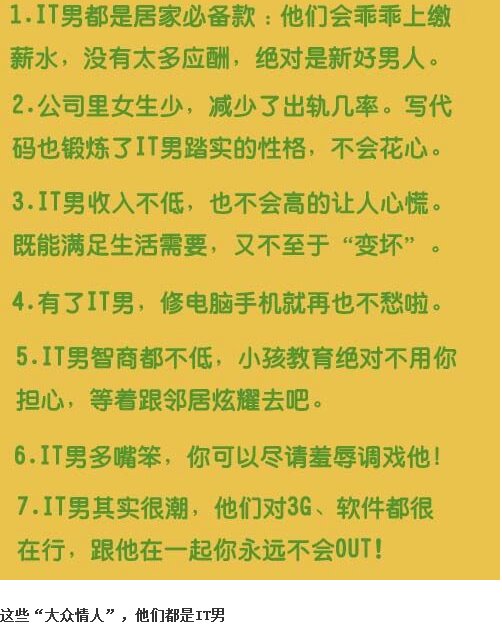 1.IT男都是居家必备款：他们会乖乖上缴
薪水，没有太多应酬，绝对是新好男人。
2.公司里女生少，减少了出轨几率。写代
码也锻炼了IT男踏实的性格，不会花心。
3.IT男收入不低，也不会高的让人心慌。
既能满足生活需要，又不至于“变坏”。
4.有了IT男，修电脑手机就再也不愁啦。
5.IT男智商都不低，小孩教育绝对不用你
担心，等着跟邻居炫耀去吧。
6.IT男多嘴笨，你可以尽请羞辱调戏他！
7.IT男其实很潮，他们对3G、软件都很
在行，跟他在一起你永远不会OUT！
这些“大众情人”，他们都是IT男